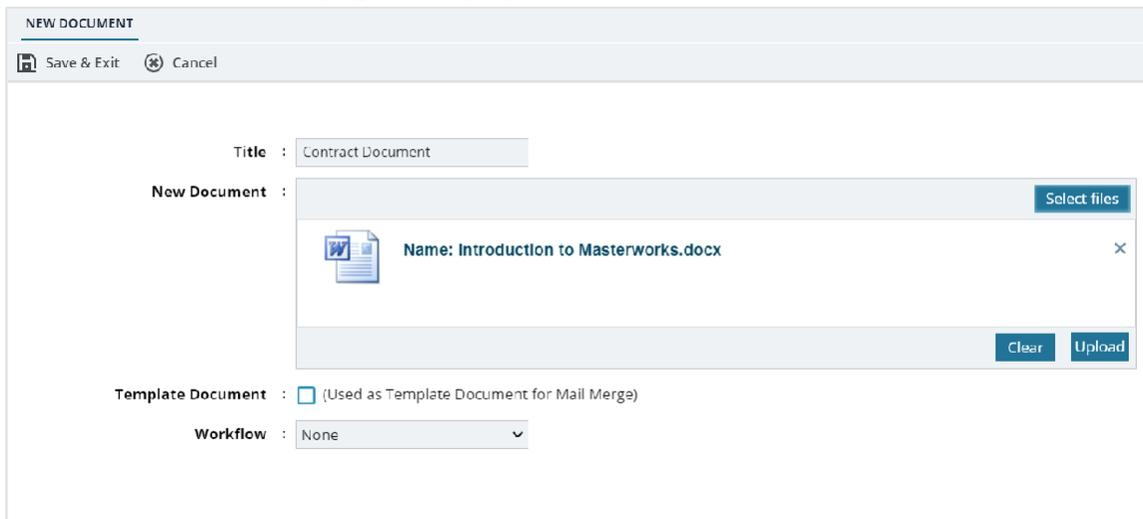 NEW DOCUMENT
Save & Exit Cancel
Title : Contract Document
New Document :
Select files
W
Name: Introduction to Masterworks.docx
Clear Upload
Template Document : (Used as Template Document for Mail Merge)
Workflow : None